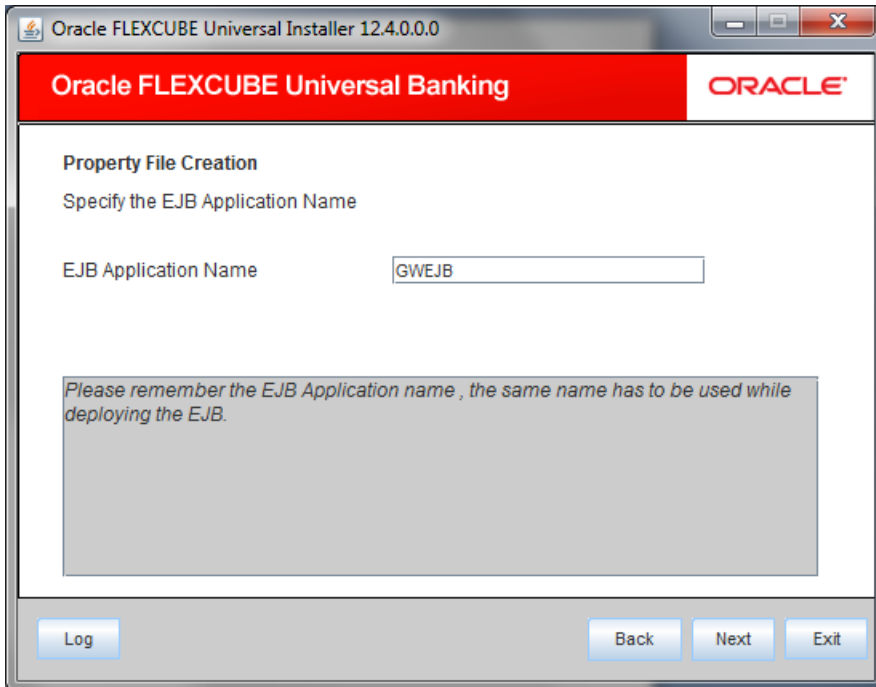 Oracle FLEXCUBE Universal Installer 12.4.0.0.0
Oracle FLEXCUBE Universal Banking
ORACLE
Property File Creation
Specify the EJB Application Name
EJB Application Name GWEJB
Please remember the EJB Application name , the same name has to be used while
deploying the EJB.
Log Back Next Exit